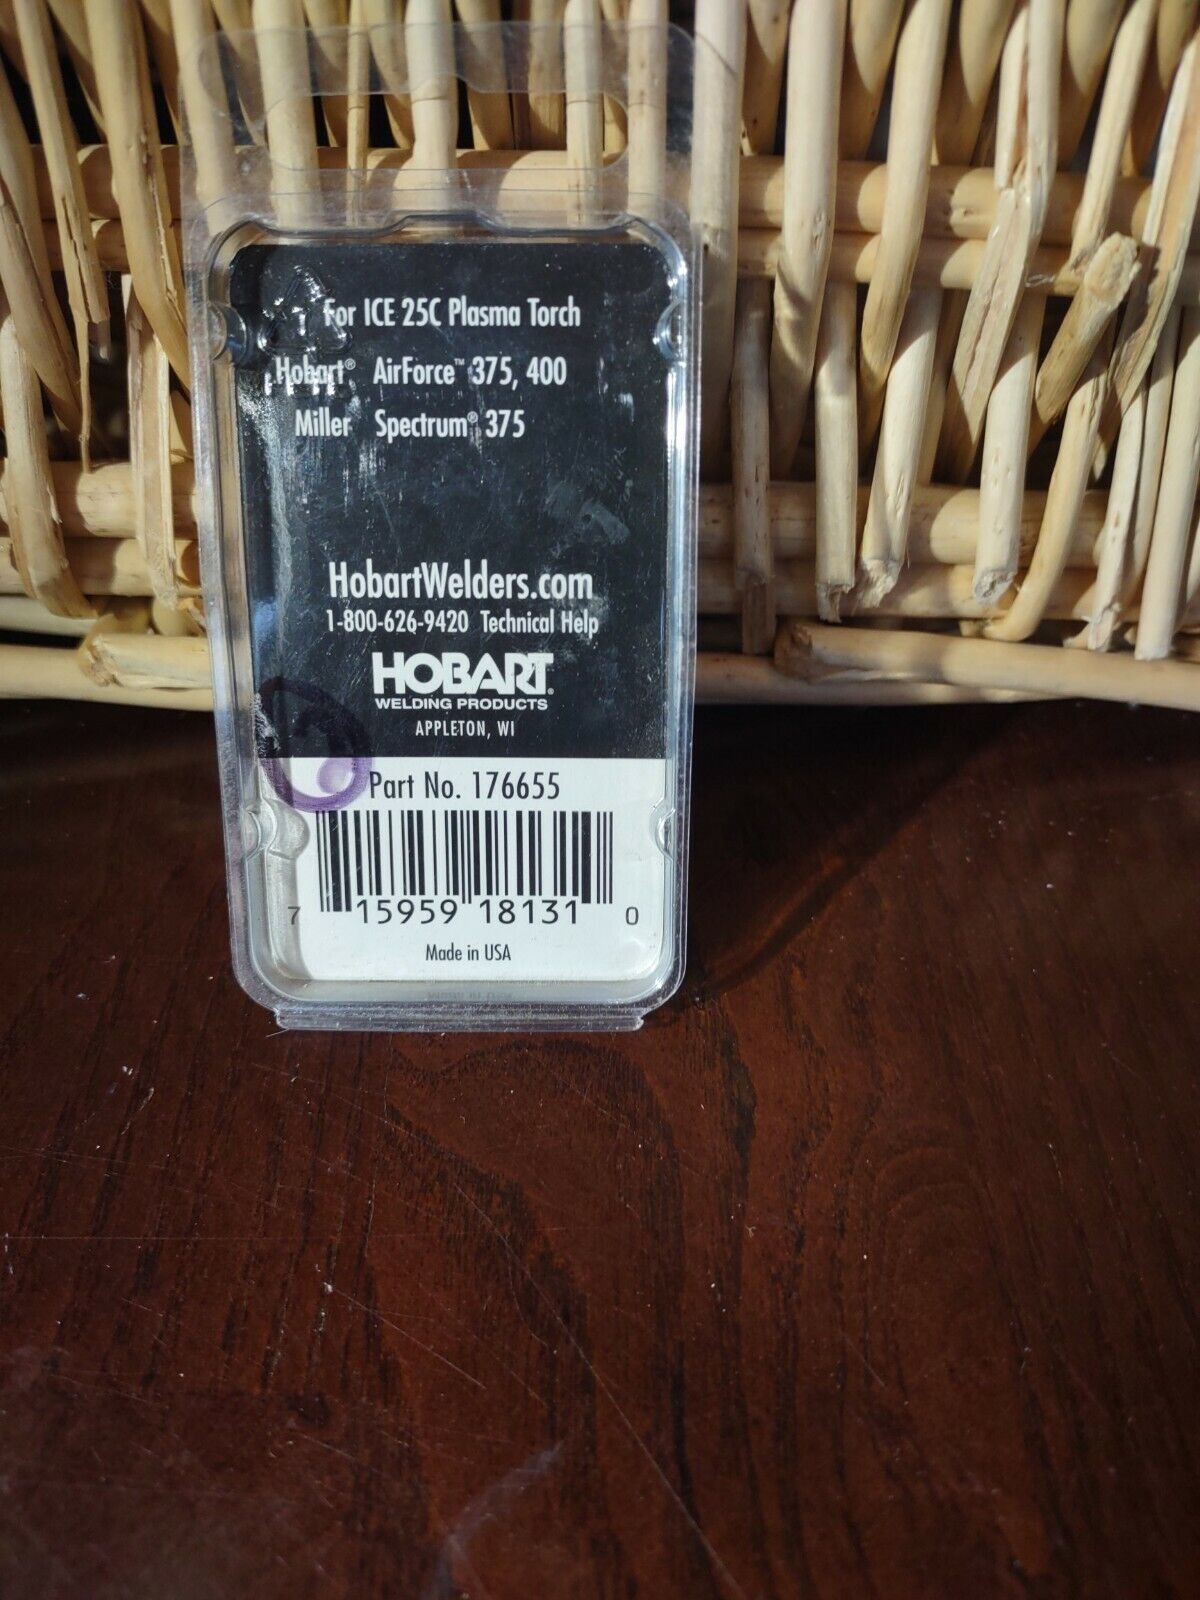 For ICE 25C Plasma Torch
Hobart® AirForce™ 375, 400
Miller Spectrum® 375
HobartWelders.com
1-800-626-9420 Technical Help
HOBART®
WELDING PRODUCTS
APPLETON, WI
Part No. 176655
7 15959 18131 0
Made in USA